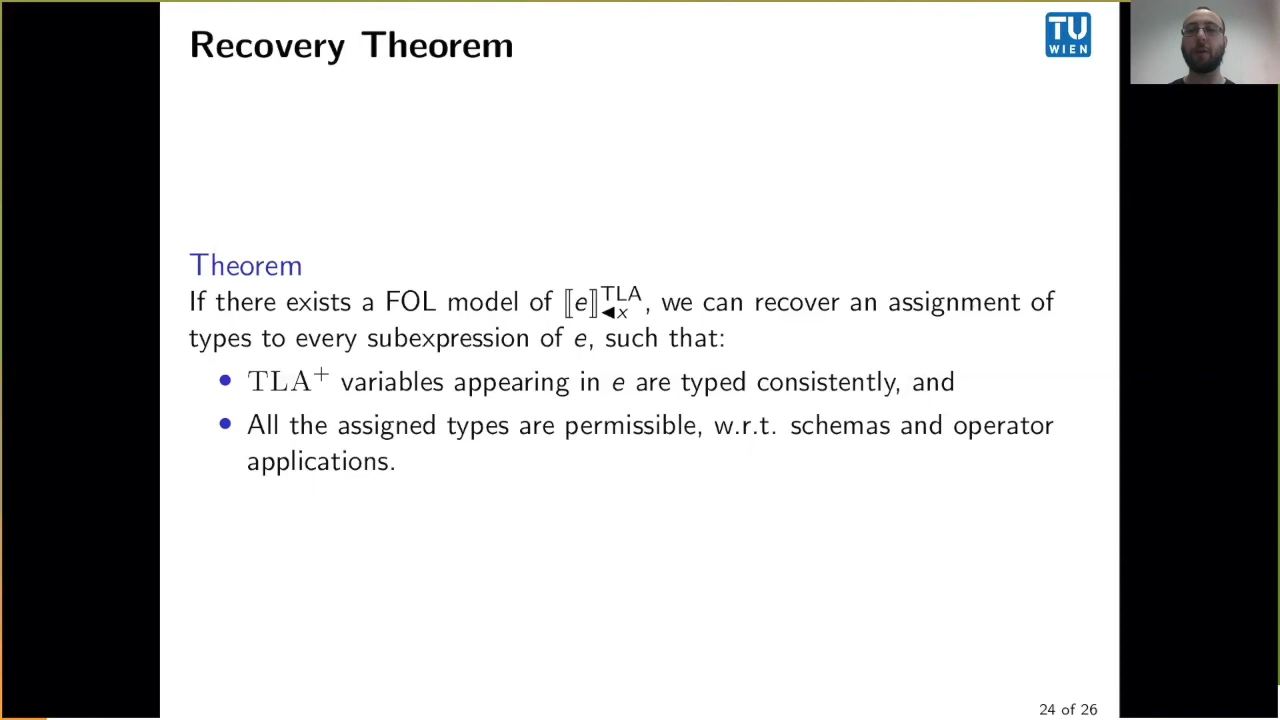 Recovery Theorem
TU
WIEN
Theorem
If there exists a FOL model of ⟦e⟧^TLA_◀x, we can recover an assignment of
types to every subexpression of e, such that:
• TLA⁺ variables appearing in e are typed consistently, and
• All the assigned types are permissible, w.r.t. schemas and operator
applications.
24 of 26